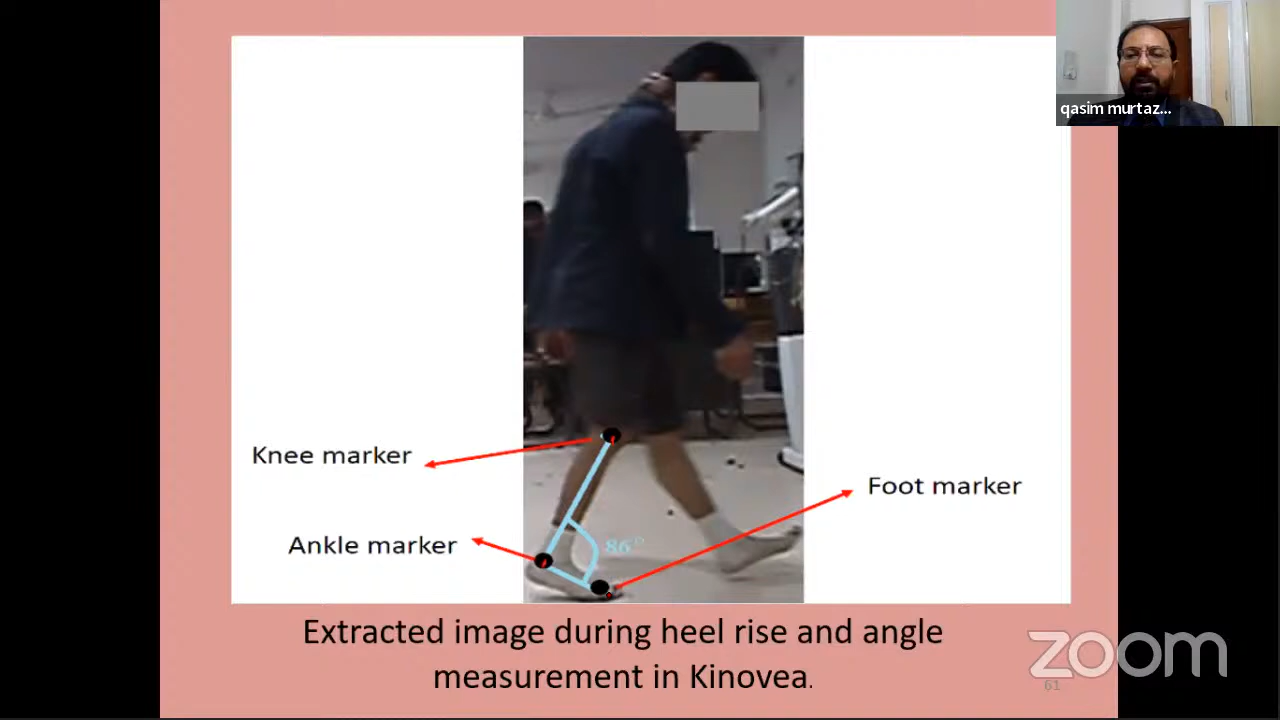 qasim murtaz...
Knee marker
Foot marker
Ankle marker
86°
Extracted image during heel rise and angle
measurement in Kinovea.
zoom
61